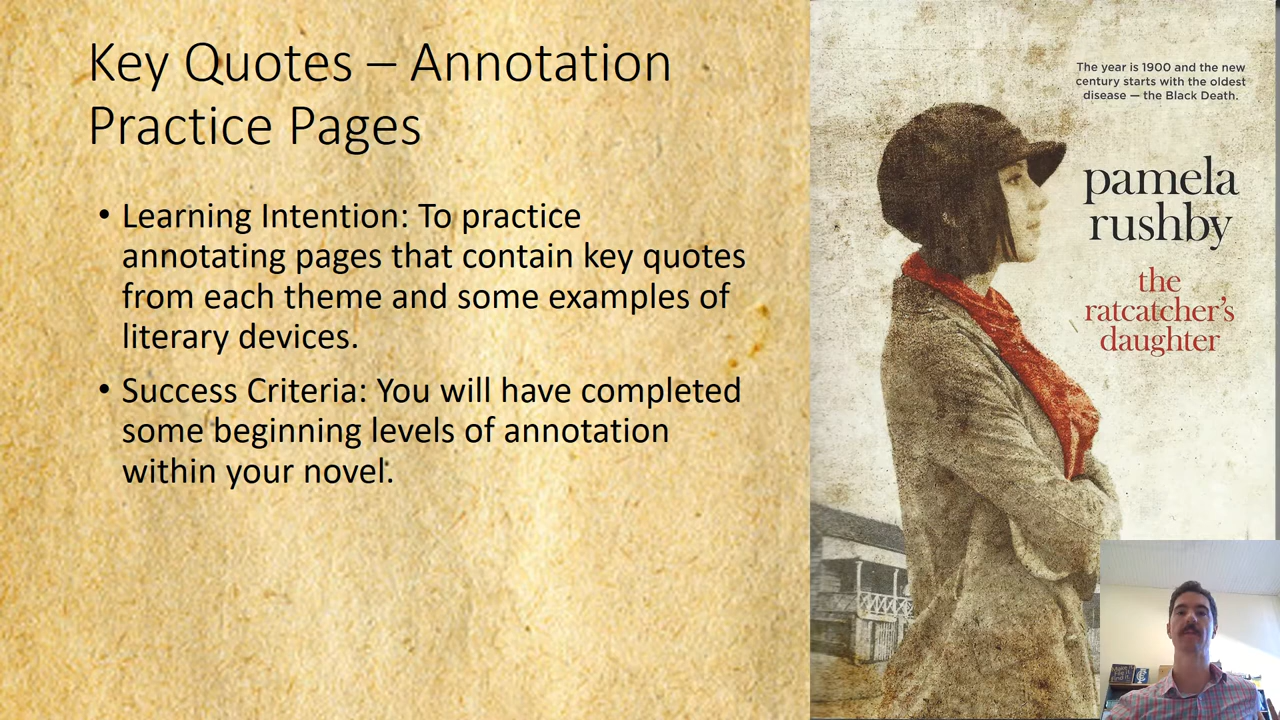 Key Quotes – Annotation
Practice Pages
• Learning Intention: To practice
annotating pages that contain key quotes
from each theme and some examples of
literary devices.
• Success Criteria: You will have completed
some beginning levels of annotation
within your novel.
The year is 1900 and the new
century starts with the oldest
disease — the Black Death.
pamela
rushby
the
ratcatcher's
daughter